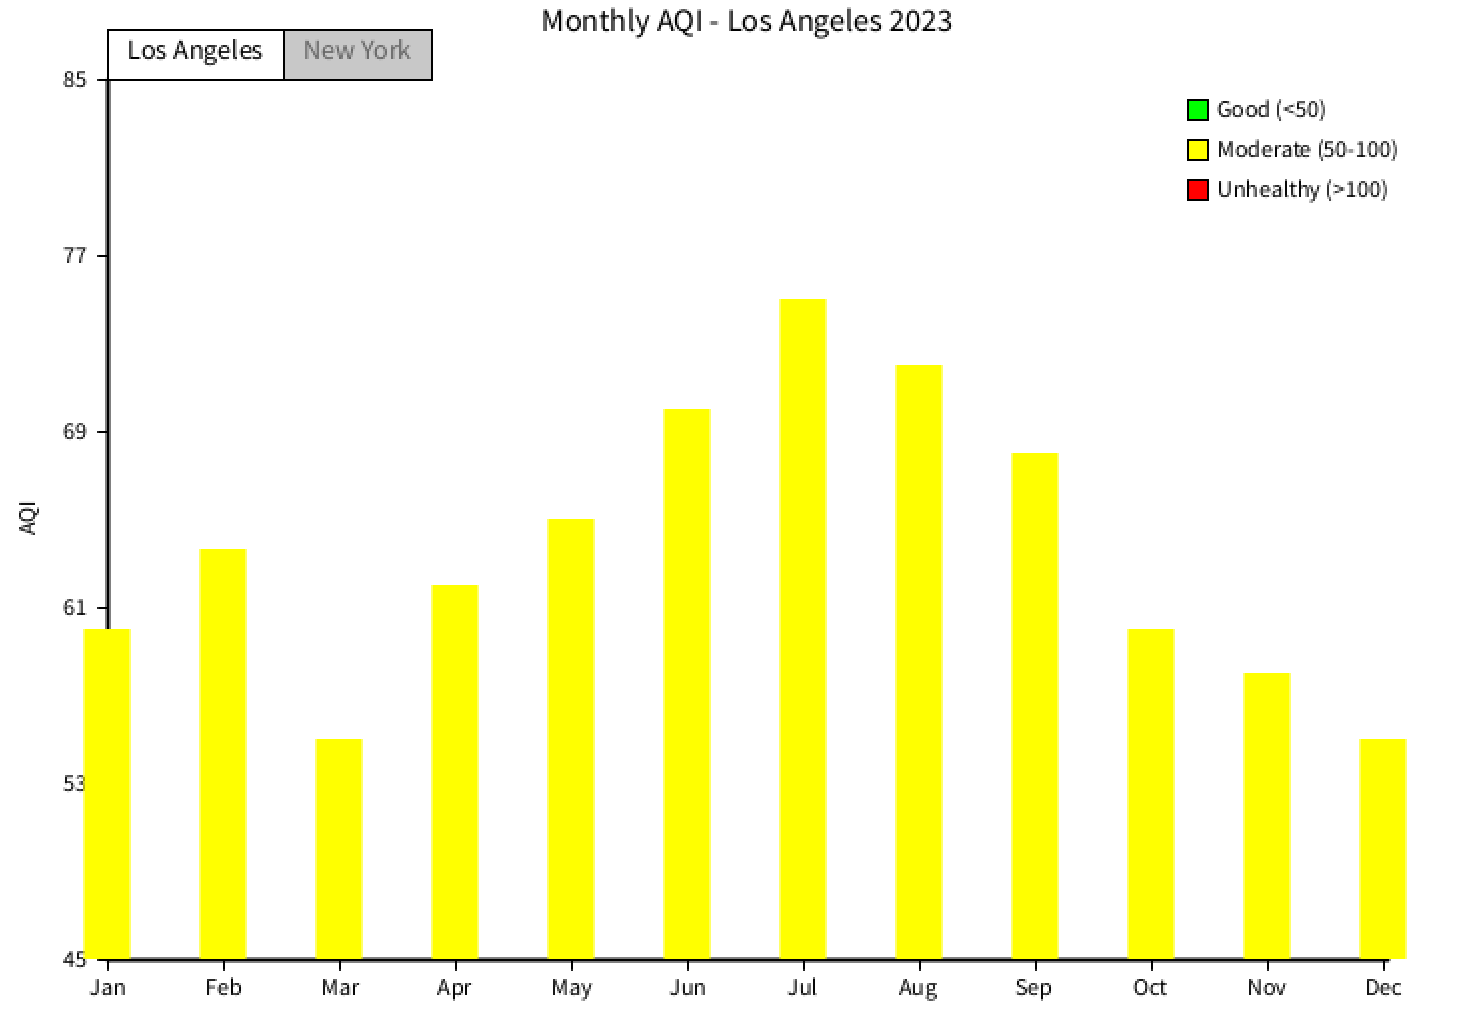 Monthly AQI - Los Angeles 2023
Los Angeles
New York
Good (<50)
Moderate (50-100)
Unhealthy (>100)
85
77
69
61
53
45
AQI
Jan
Feb
Mar
Apr
May
Jun
Jul
Aug
Sep
Oct
Nov
Dec